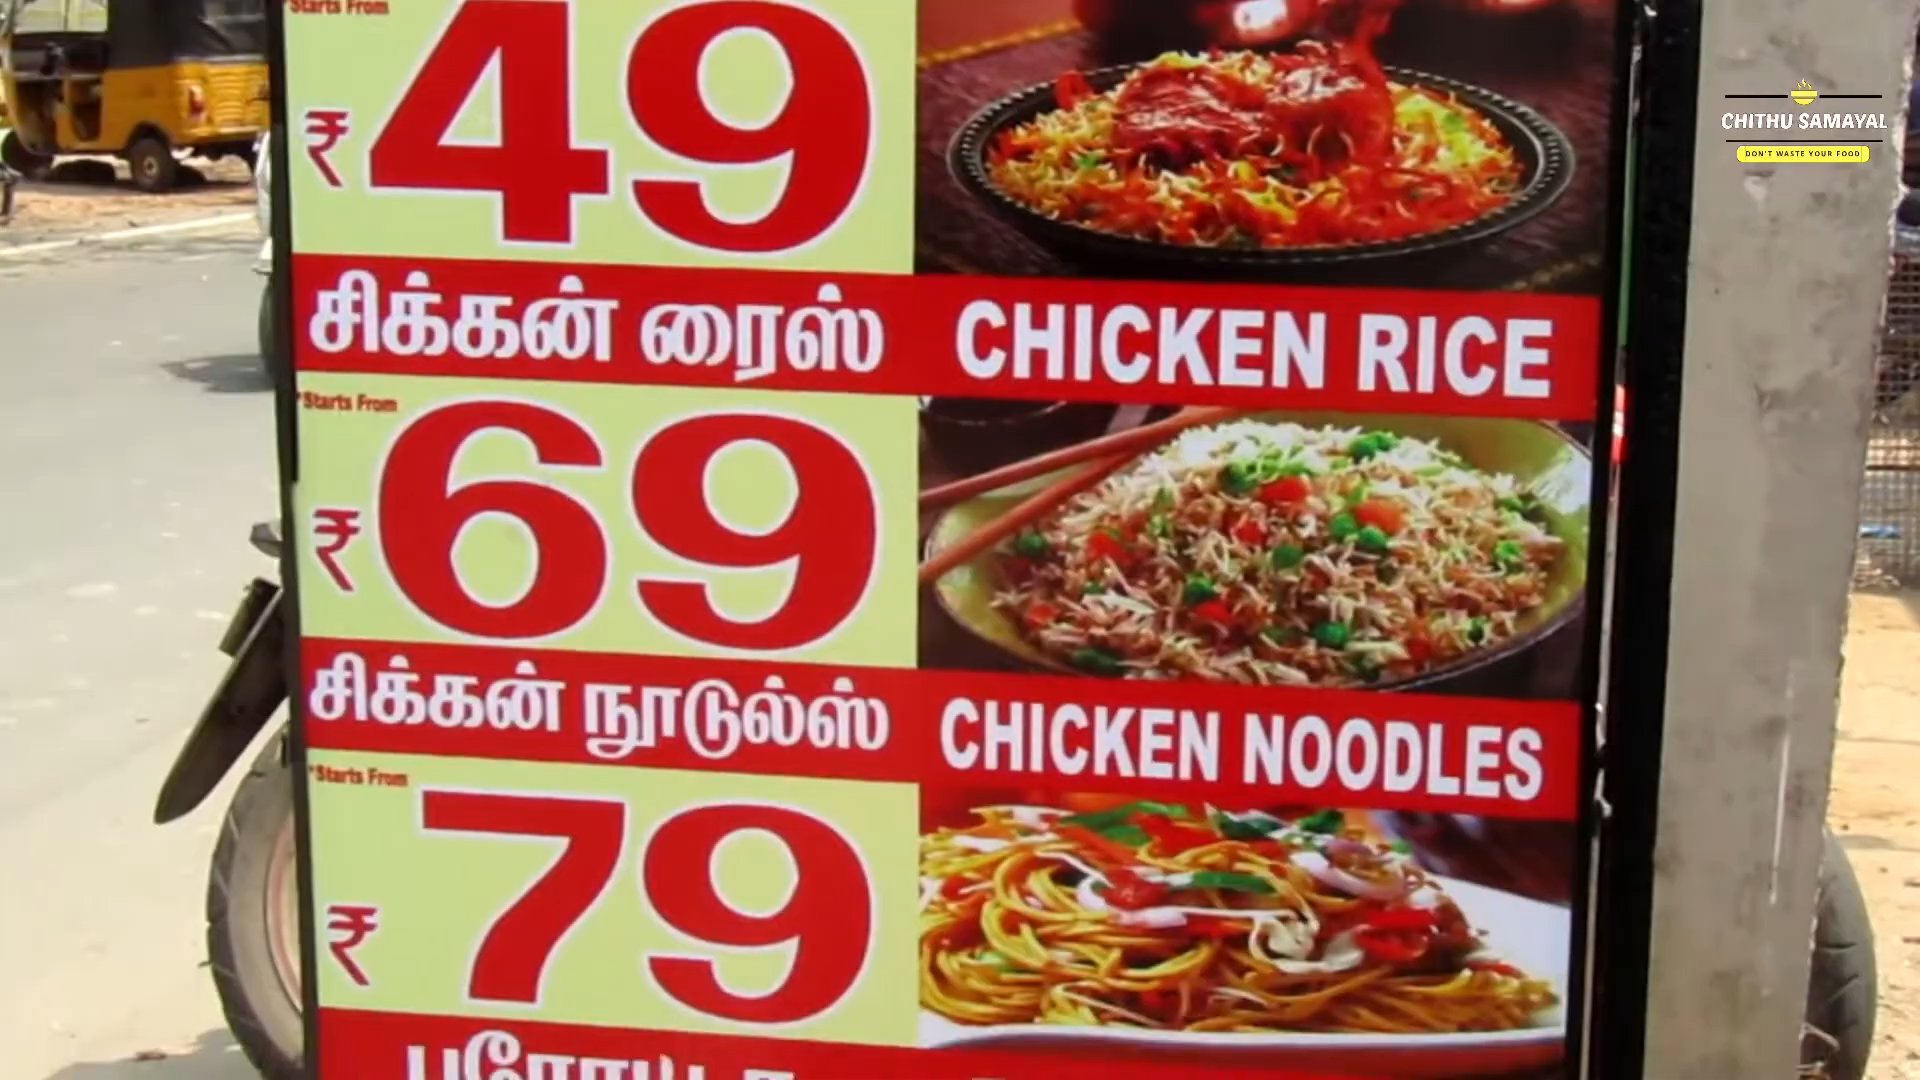 *Starts From
₹49
சிக்கன் ரைஸ் CHICKEN RICE
*Starts From
₹69
சிக்கன் நூடுல்ஸ் CHICKEN NOODLES
*Starts From
₹79
CHITHU SAMAYAL
DON'T WASTE YOUR FOOD